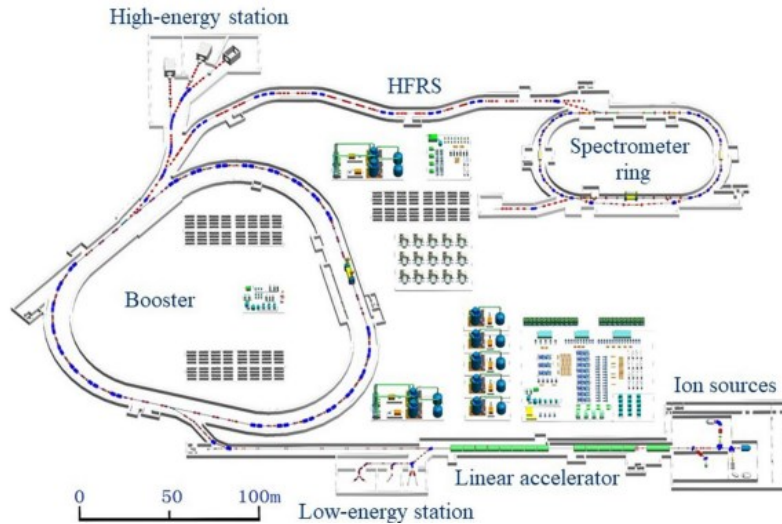 High-energy station
HFRS
Spectrometer
ring
Booster
Ion sources
Linear accelerator
Low-energy station
0 50 100m